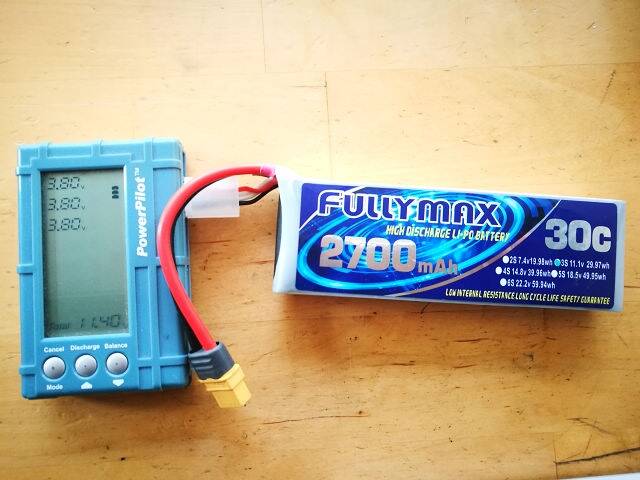 3.80v
3.80v
3.80v
Total 11.40
PowerPilot™
Cancel Discharge Balance
Mode
FULLYMAX
HIGH DISCHARGE LI-PO BATTERY
2700mAh
30C
2S 7.4v19.98wh 3S 11.1v 29.97wh
4S 14.8v 39.96wh 5S 18.5v 49.95wh
6S 22.2v 59.94wh
LOW INTERNAL RESISTANCE LONG CYCLE LIFE SAFETY GUARANTEE